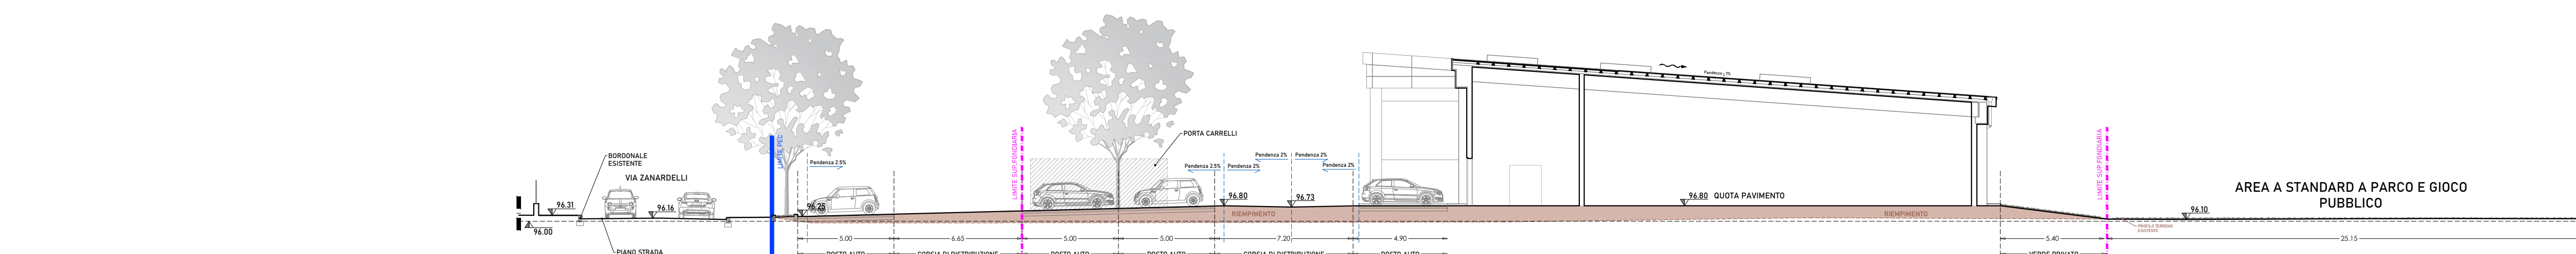 BORDONALE
ESISTENTE
VIA ZANARDELLI
96.31
96.16
96.00
PIANO STRADA
LIMITE PEC
Pendenza 2.5%
96.25
LIMITE SUP.FONDIARIA
PORTA CARRELLI
Pendenza 2.5%
Pendenza 2%
Pendenza 2%
Pendenza 2%
Pendenza 2%
96.80
96.73
RIEMPIMENTO
96.80 QUOTA PAVIMENTO
RIEMPIMENTO
LIMITE SUP.FONDIARIA
PROFILO TERRENO
ESISTENTE
96.10
AREA A STANDARD A PARCO E GIOCO
PUBBLICO
5.00
6.65
5.00
5.00
7.20
4.90
5.40
25.15
POSTO AUTO
CORSIA DI DISTRIBUZIONE
POSTO AUTO
POSTO AUTO
CORSIA DI DISTRIBUZIONE
POSTO AUTO
VERDE PRIVATO